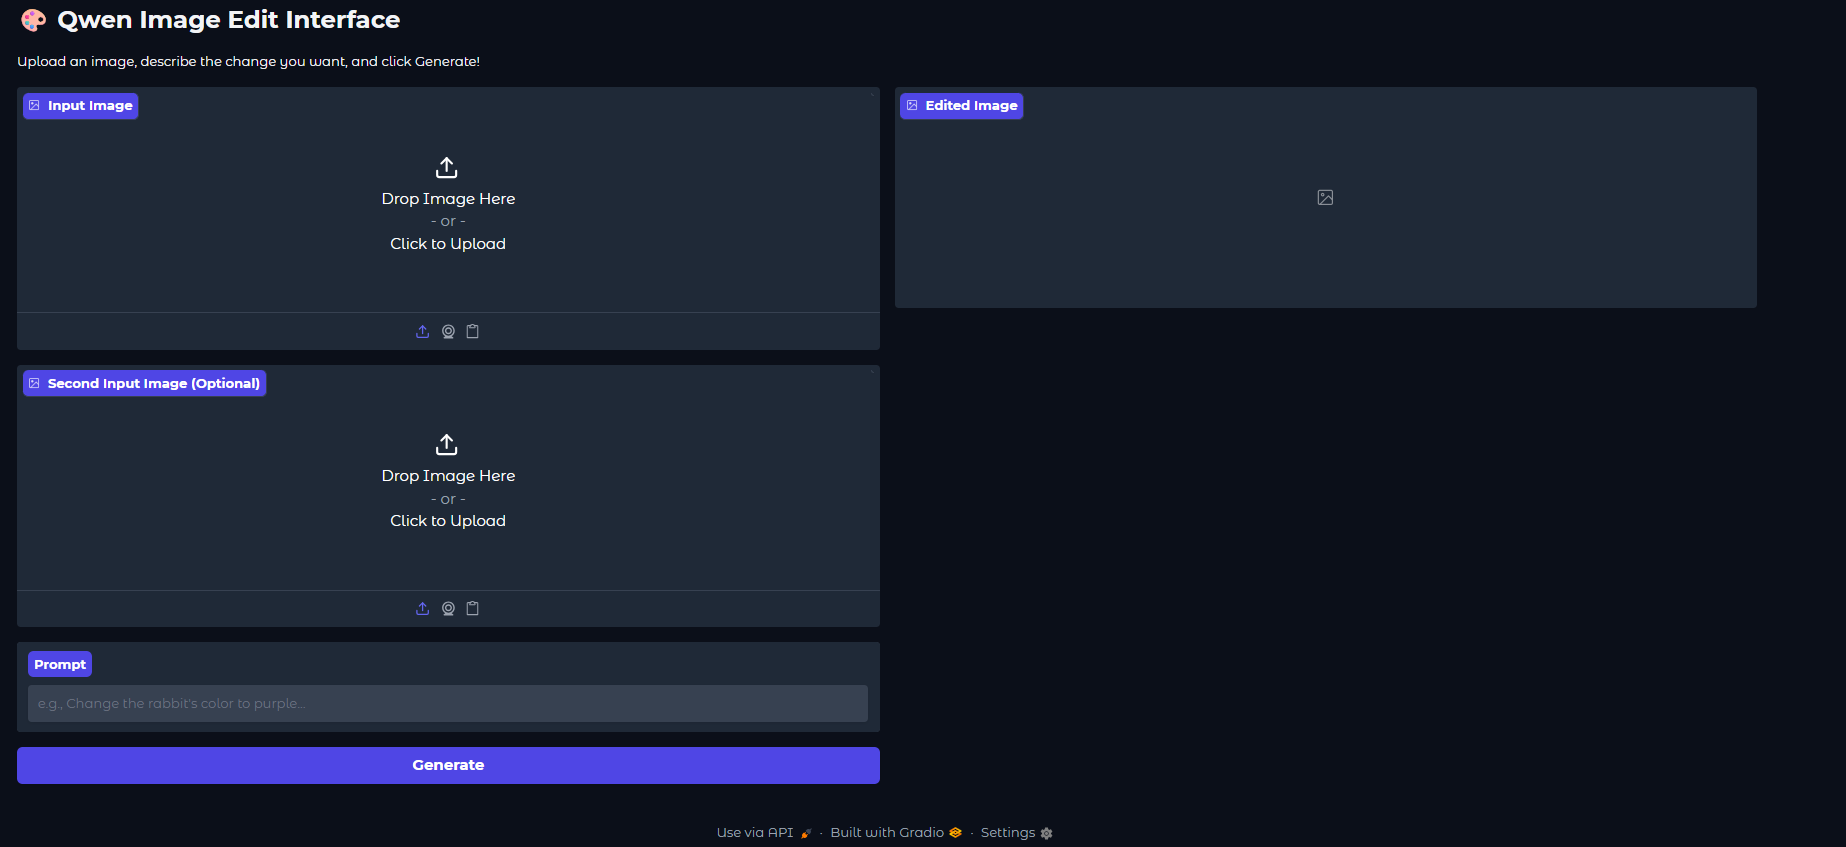 Qwen Image Edit Interface
Upload an image, describe the change you want, and click Generate!
Input Image
Drop Image Here
- or -
Click to Upload
Second Input Image (Optional)
Drop Image Here
- or -
Click to Upload
Prompt
e.g., Change the rabbit's color to purple...
Generate
Edited Image
Use via API · Built with Gradio · Settings